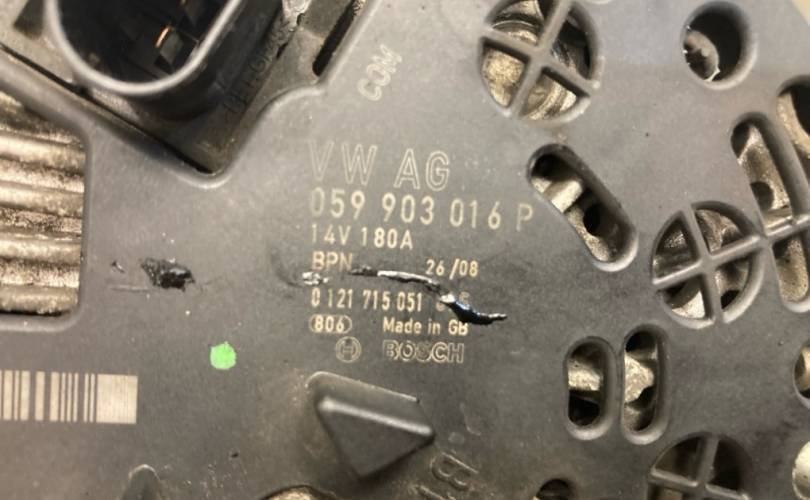 COM
VW AG
059 903 016 P
14V 180A
BPN 26/08
0 121 715 051
806 Made in GB
BOSCH
B+